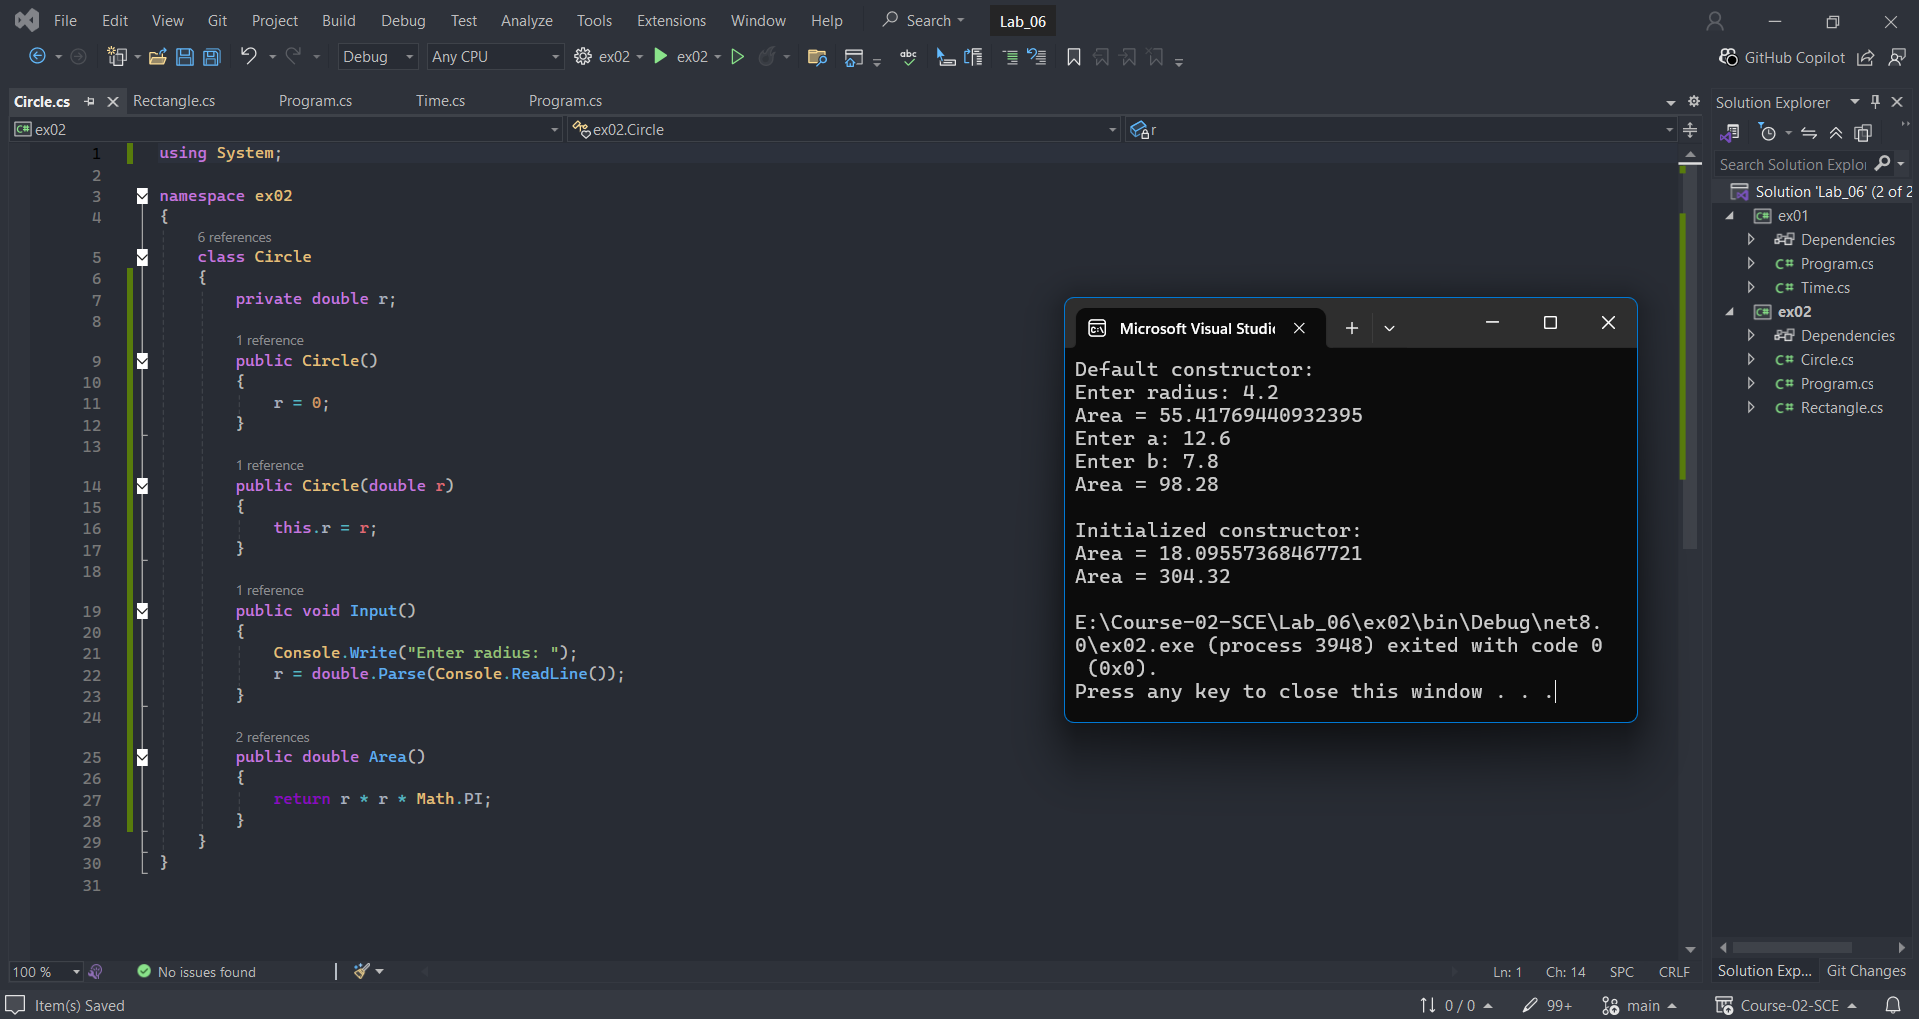 File Edit View Git Project Build Debug Test Analyze Tools Extensions Window Help Search Lab_06
Debug Any CPU ex02 ex02 abc GitHub Copilot
Circle.cs Rectangle.cs Program.cs Time.cs Program.cs
C# ex02 ex02.Circle r
1 using System;
2
3 namespace ex02
4 {
6 references
5 class Circle
6 {
7 private double r;
8
1 reference
9 public Circle()
10 {
11 r = 0;
12 }
13
1 reference
14 public Circle(double r)
15 {
16 this.r = r;
17 }
18
1 reference
19 public void Input()
20 {
21 Console.Write("Enter radius: ");
22 r = double.Parse(Console.ReadLine());
23 }
24
2 references
25 public double Area()
26 {
27 return r * r * Math.PI;
28 }
29 }
30 }
31
Microsoft Visual Studi
Default constructor:
Enter radius: 4.2
Area = 55.41769440932395
Enter a: 12.6
Enter b: 7.8
Area = 98.28
Initialized constructor:
Area = 18.09557368467721
Area = 304.32
E:\Course-02-SCE\Lab_06\ex02\bin\Debug\net8.
0\ex02.exe (process 3948) exited with code 0
(0x0).
Press any key to close this window . . .
Solution Explorer
Search Solution Explo
Solution 'Lab_06' (2 of 2
C# ex01
Dependencies
C# Program.cs
C# Time.cs
C# ex02
Dependencies
C# Circle.cs
C# Program.cs
C# Rectangle.cs
100 % No issues found Ln: 1 Ch: 14 SPC CRLF
Solution Exp... Git Changes
Item(s) Saved 0 / 0 99+ main Course-02-SCE